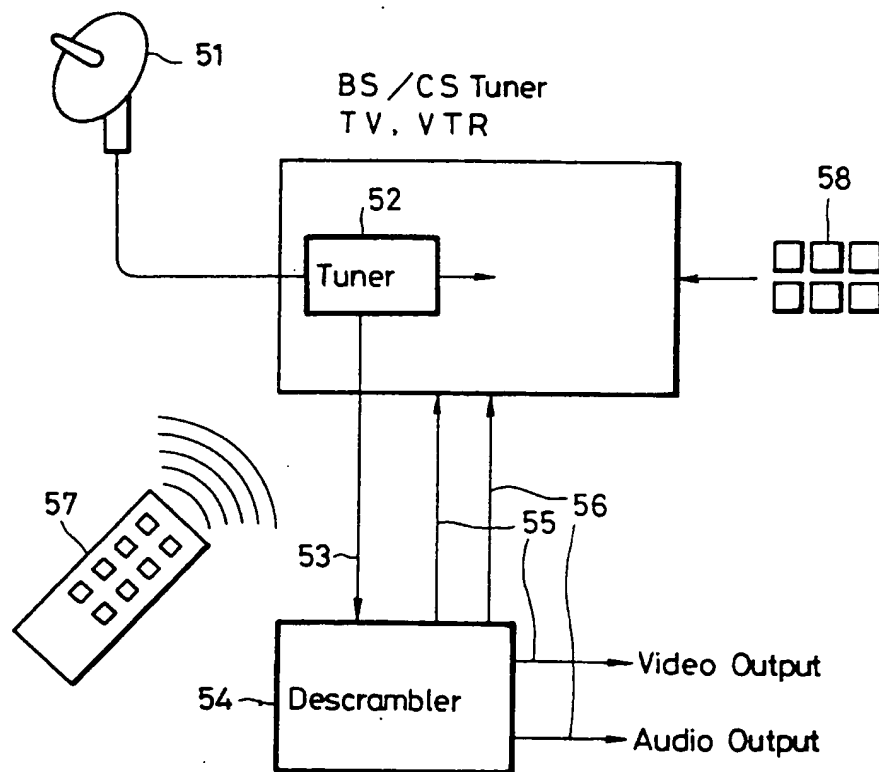 51
BS/CS Tuner
TV, VTR
52
58
Tuner
57
53
55
56
54
Descrambler
Video Output
Audio Output